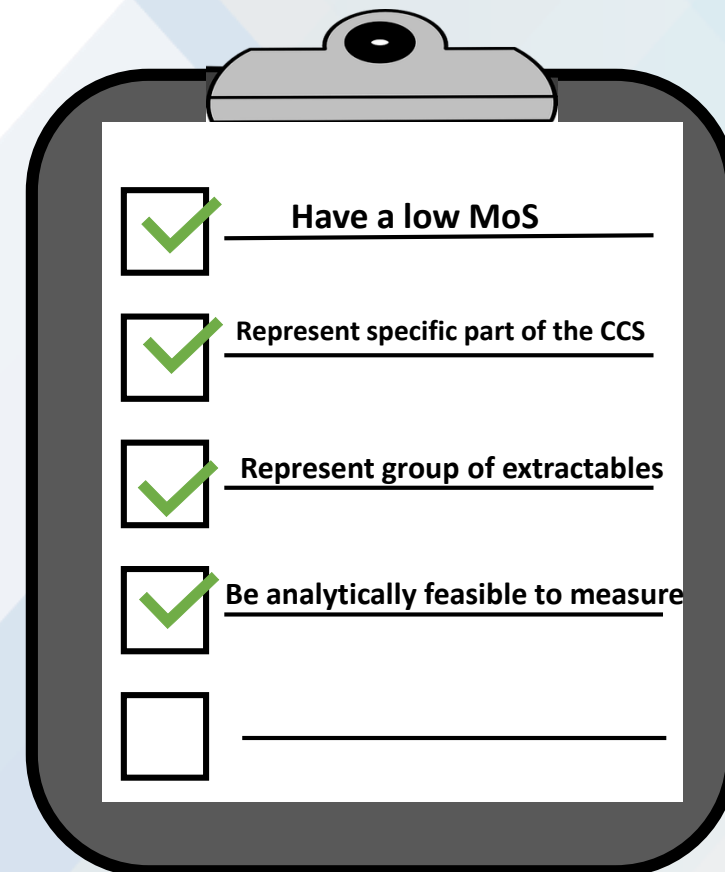 Have a low MoS
Represent specific part of the CCS
Represent group of extractables
Be analytically feasible to measure